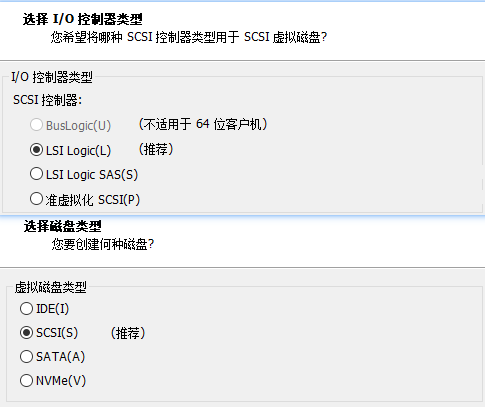 选择 I/O 控制器类型
您希望将哪种 SCSI 控制器类型用于 SCSI 虚拟磁盘?
I/O 控制器类型
SCSI 控制器:
BusLogic(U) (不适用于 64 位客户机)
LSI Logic(L) (推荐)
LSI Logic SAS(S)
准虚拟化 SCSI(P)
选择磁盘类型
您要创建何种磁盘?
虚拟磁盘类型
IDE(I)
SCSI(S) (推荐)
SATA(A)
NVMe(V)